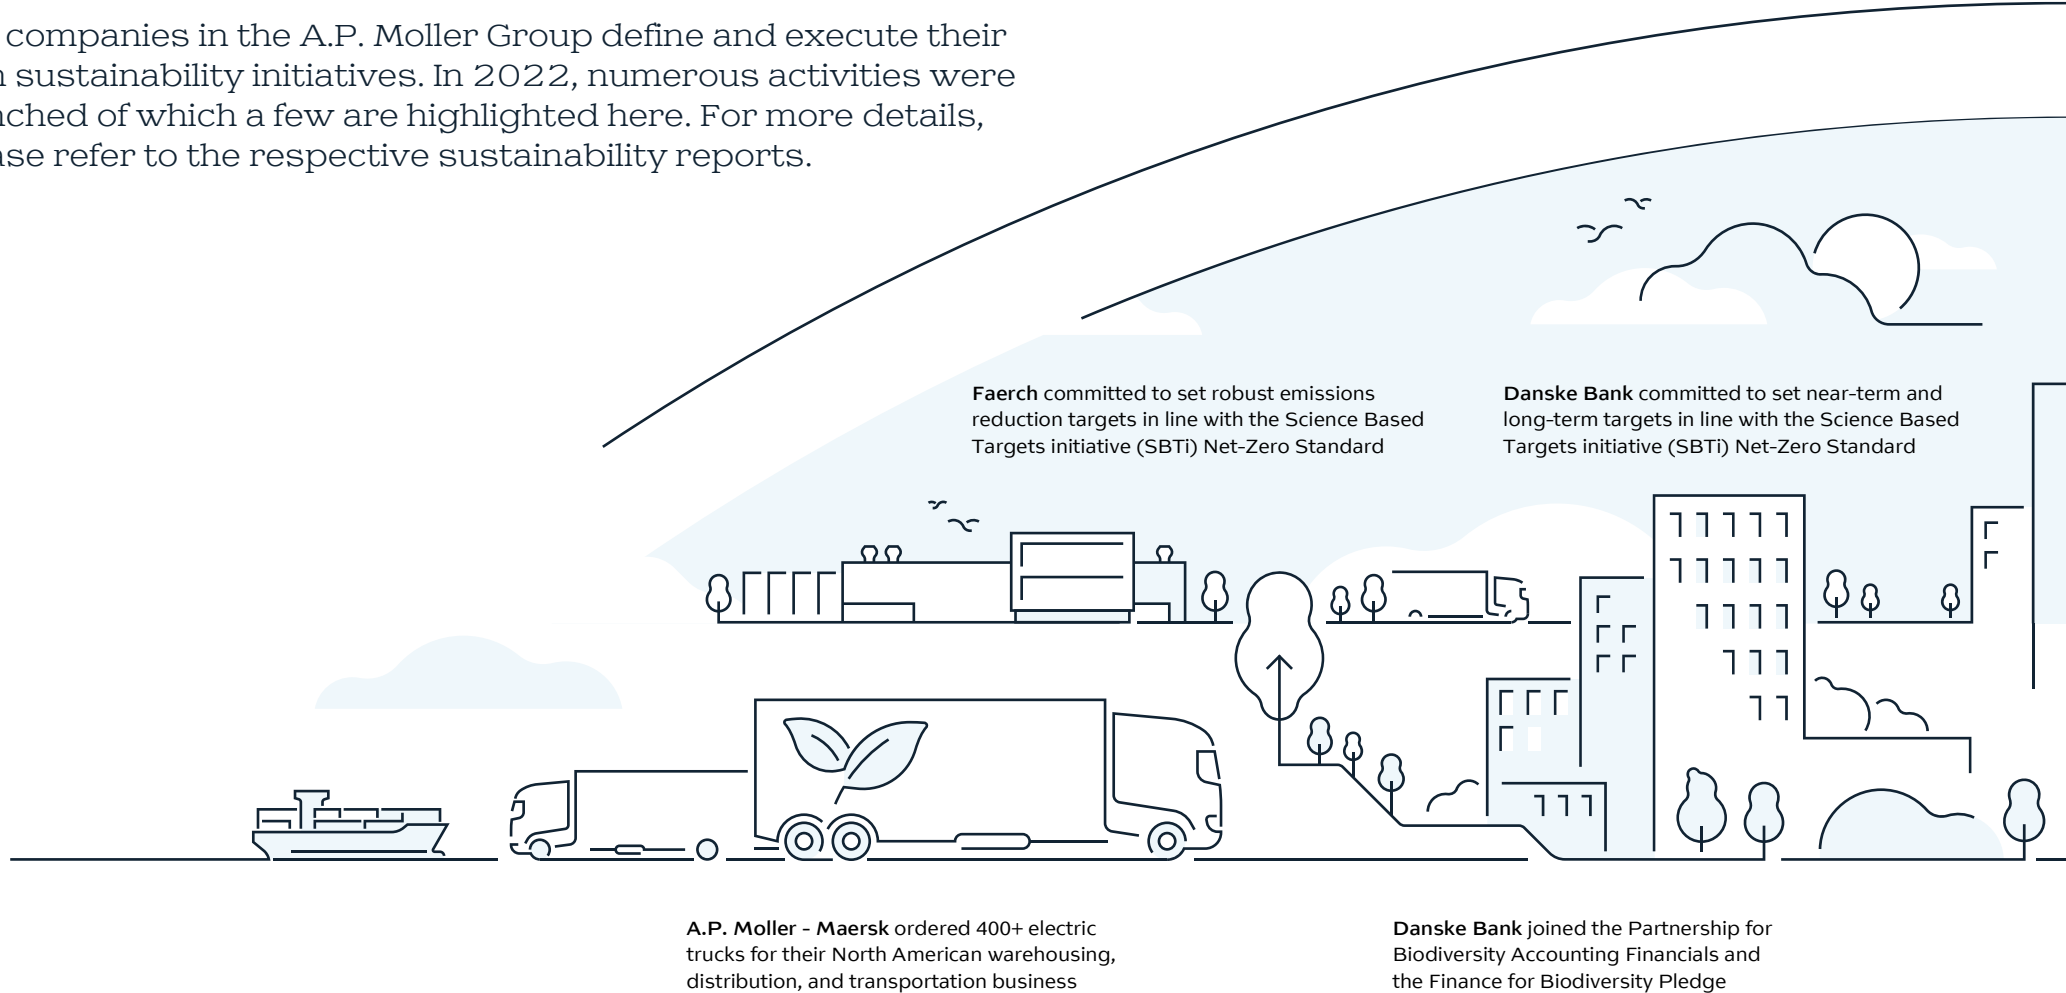 companies in the A.P. Moller Group define and execute their
sustainability initiatives. In 2022, numerous activities were
of which a few are highlighted here. For more details,
refer to the respective sustainability reports.
Faerch committed to set robust emissions
reduction targets in line with the Science Based
Targets initiative (SBTi) Net-Zero Standard
Danske Bank committed to set near-term and
long-term targets in line with the Science Based
Targets initiative (SBTi) Net-Zero Standard
A.P. Moller - Maersk ordered 400+ electric
trucks for their North American warehousing,
distribution, and transportation business
Danske Bank joined the Partnership for
Biodiversity Accounting Financials and
the Finance for Biodiversity Pledge